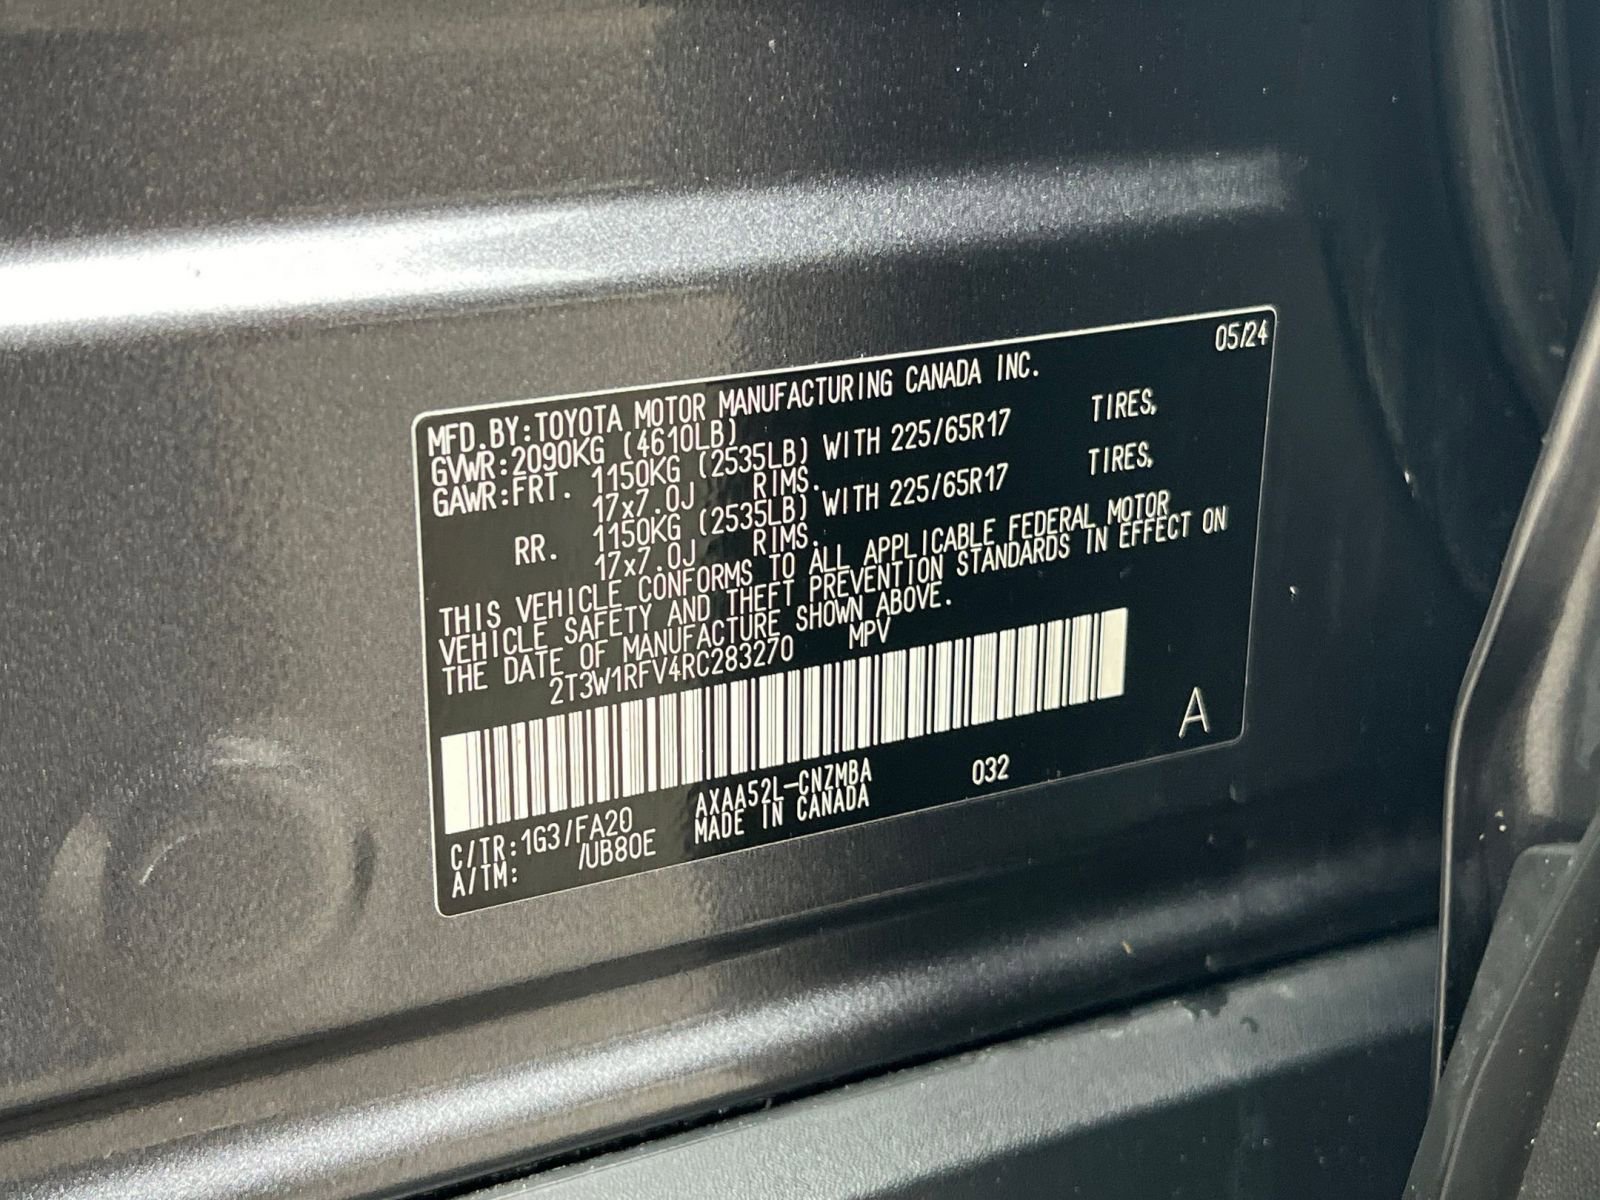 05/24
MFD.BY:TOYOTA MOTOR MANUFACTURING CANADA INC.
GVWR:2090KG (4610LB)
GAWR:FRT. 1150KG (2535LB) WITH 225/65R17 TIRES,
17x7.0J RIMS.
RR. 1150KG (2535LB) WITH 225/65R17 TIRES,
17x7.0J RIMS.
THIS VEHICLE CONFORMS TO ALL APPLICABLE FEDERAL MOTOR
VEHICLE SAFETY AND THEFT PREVENTION STANDARDS IN EFFECT ON
THE DATE OF MANUFACTURE SHOWN ABOVE.
2T3W1RFV4RC283270 MPV
A
C/TR:1G3/FA20 AXAA52L-CNZMBA 032
A/TM: /UB80E MADE IN CANADA